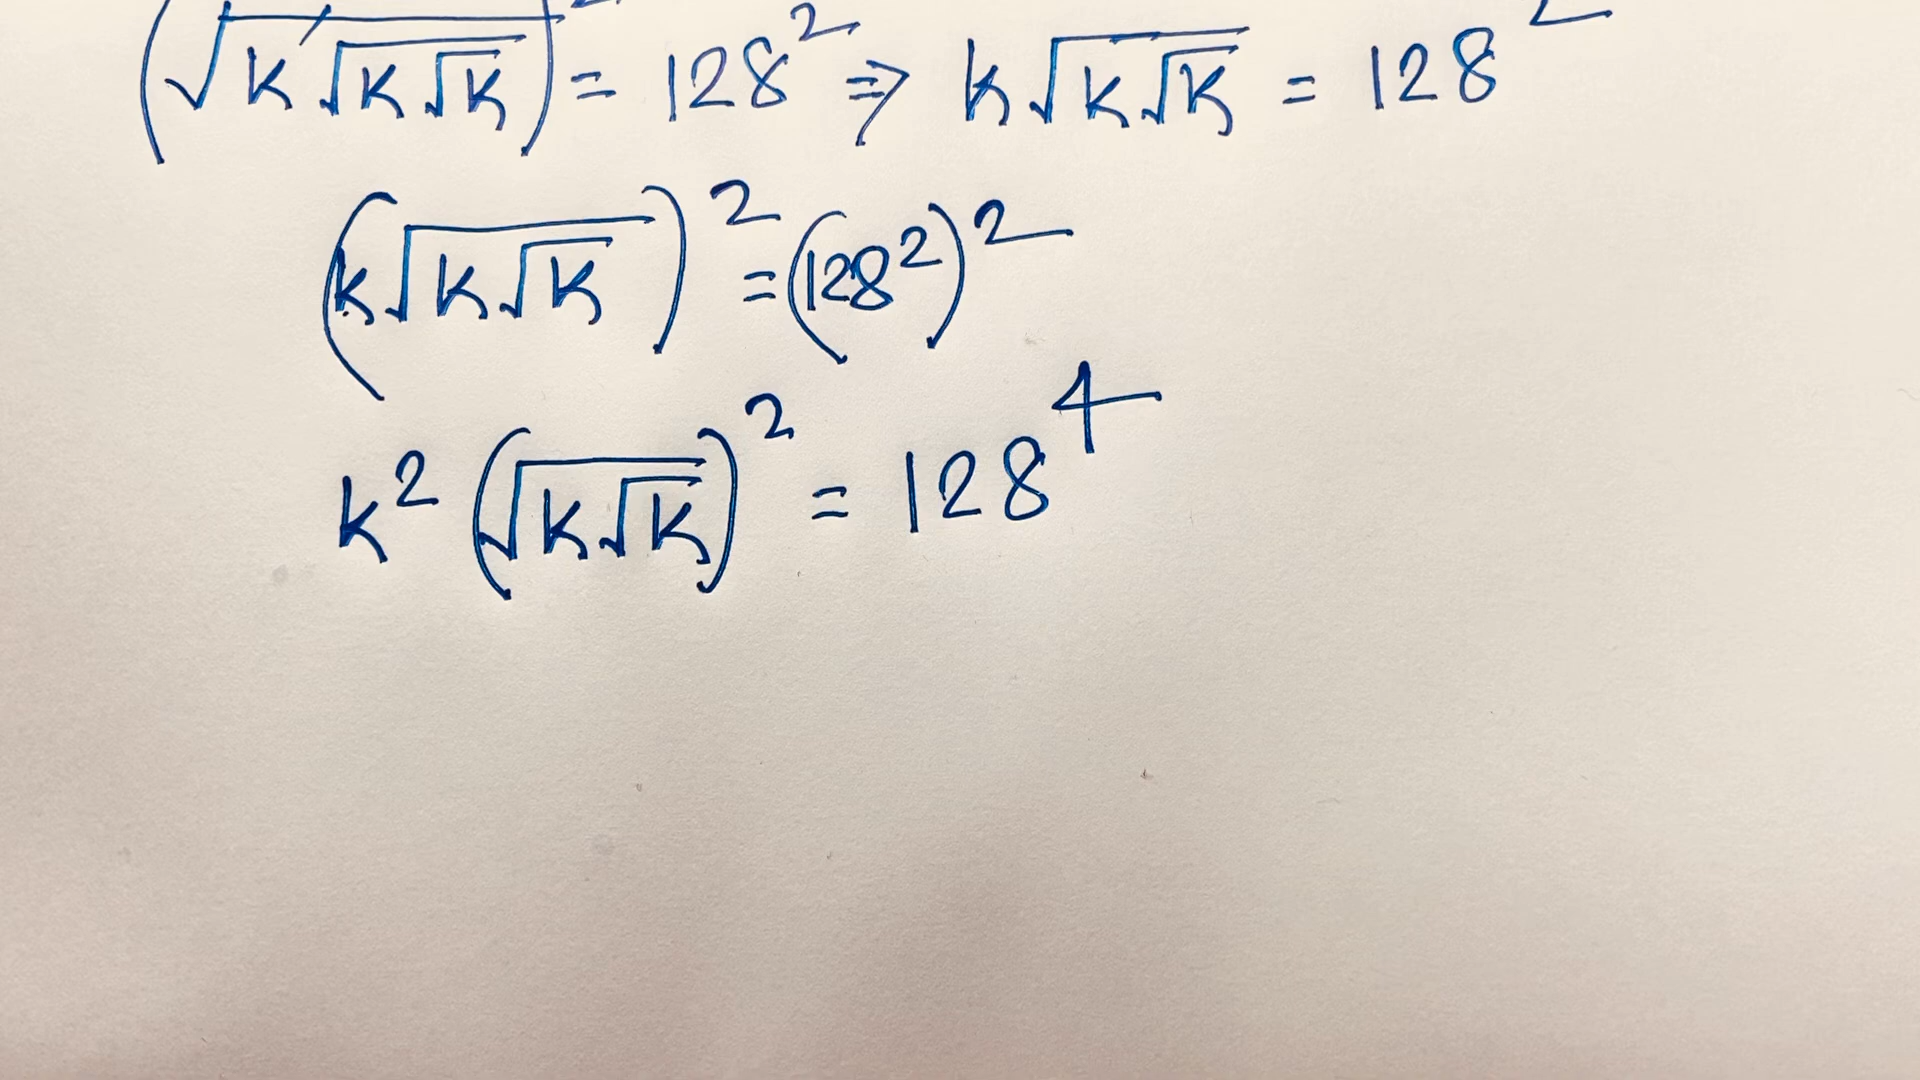 (√(K√(K√K)))² = 128² ⇒ k√(K√K) = 128²
(k√(K√K))² = (128²)²
k²(√(K√K))² = 128⁴